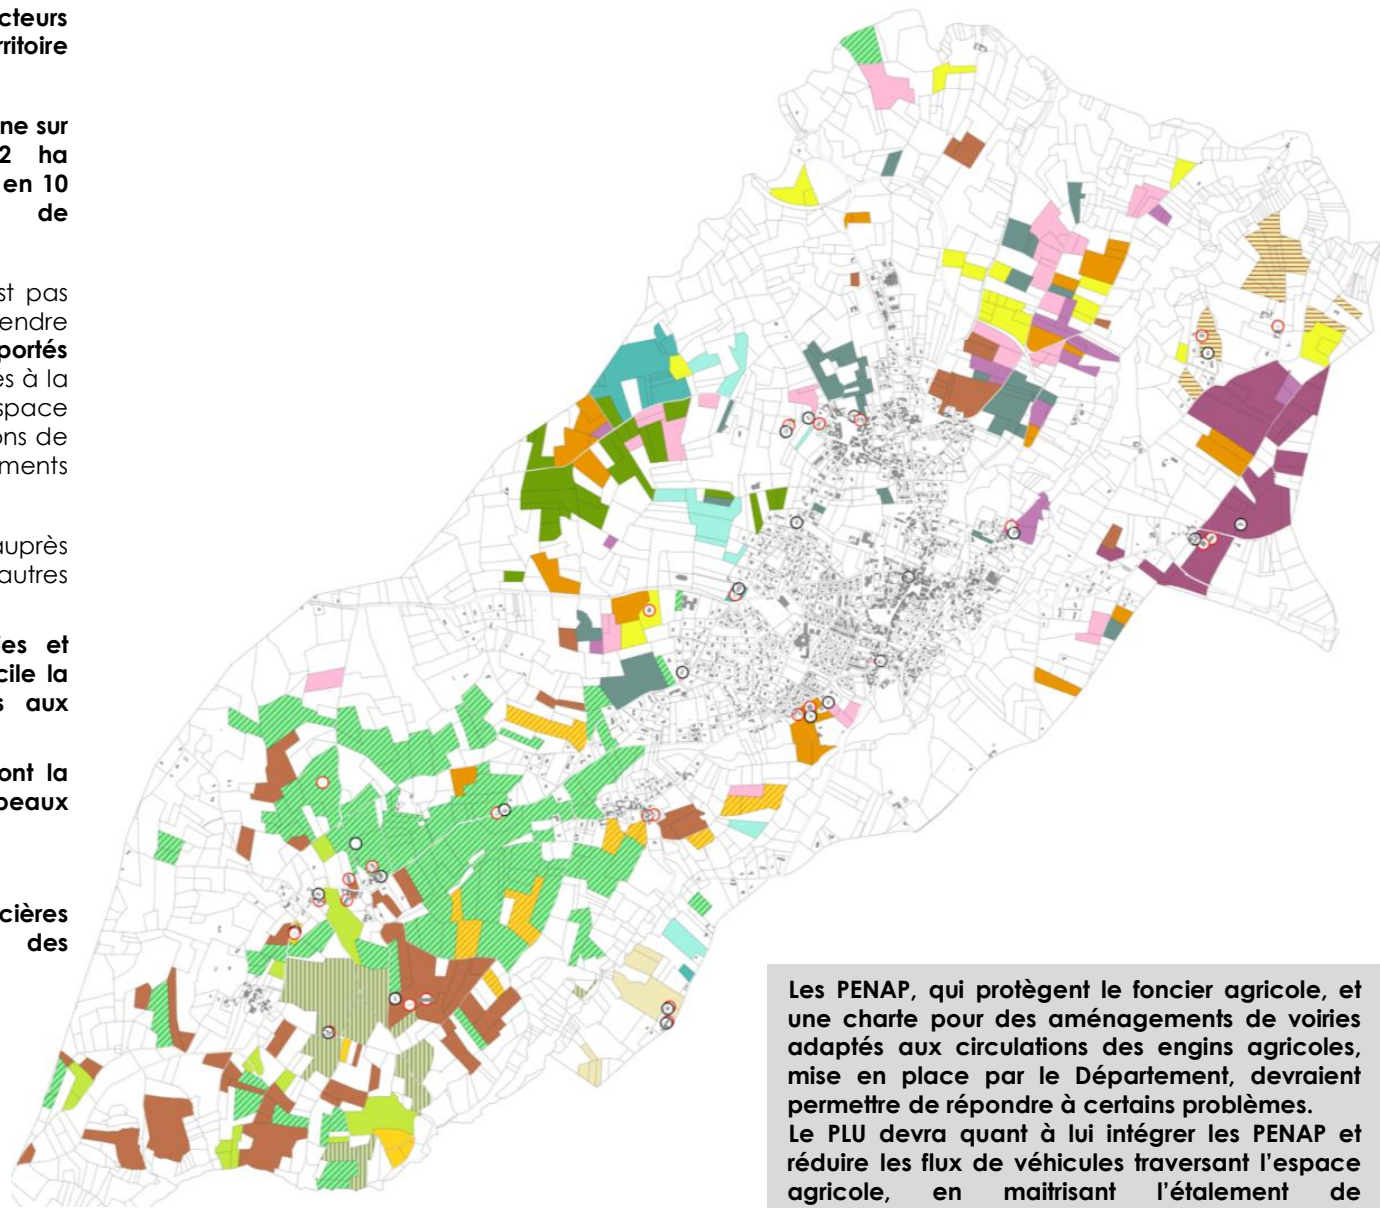 cteurs
rritoire
ne sur
2 ha
en 10
de
st pas
endre
portés
és à la
space
ons de
ements
auprès
autres
ies et
cile la
s aux
ont la
peaux
cières
des
Les PENAP, qui protègent le foncier agricole, et
une charte pour des aménagements de voiries
adaptés aux circulations des engins agricoles,
mise en place par le Département, devraient
permettre de répondre à certains problèmes.
Le PLU devra quant à lui intégrer les PENAP et
réduire les flux de véhicules traversant l’espace
agricole, en maitrisant l’étalement de